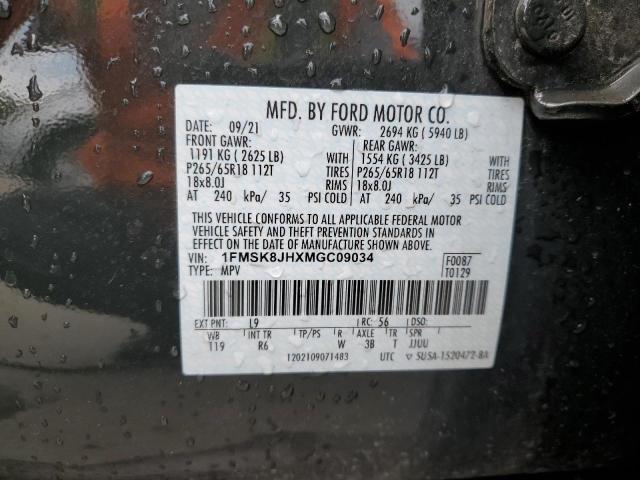 MFD. BY FORD MOTOR CO.
DATE: 09/21 GVWR: 2694 KG ( 5940 LB)
FRONT GAWR: REAR GAWR:
1191 KG ( 2625 LB) WITH 1554 KG ( 3425 LB) WITH
P265/65R18 112T TIRES P265/65R18 112T TIRES
18x8.0J RIMS 18x8.0J RIMS
AT 240 kPa/ 35 PSI COLD AT 240 kPa/ 35 PSI COLD
THIS VEHICLE CONFORMS TO ALL APPLICABLE FEDERAL MOTOR
VEHICLE SAFETY AND THEFT PREVENTION STANDARDS IN
EFFECT ON THE DATE OF MANUFACTURE SHOWN ABOVE.
VIN: 1FMSK8JHXMGC09034 F0087
TYPE: MPV T0129
EXT PNT: L9 RC: 56 DSO:
WB INT TR TP/PS R AXLE TR SPR
119 R6 W 3B T JJUU
1202109071483 UTC ▽ 5USA-1520472-BA